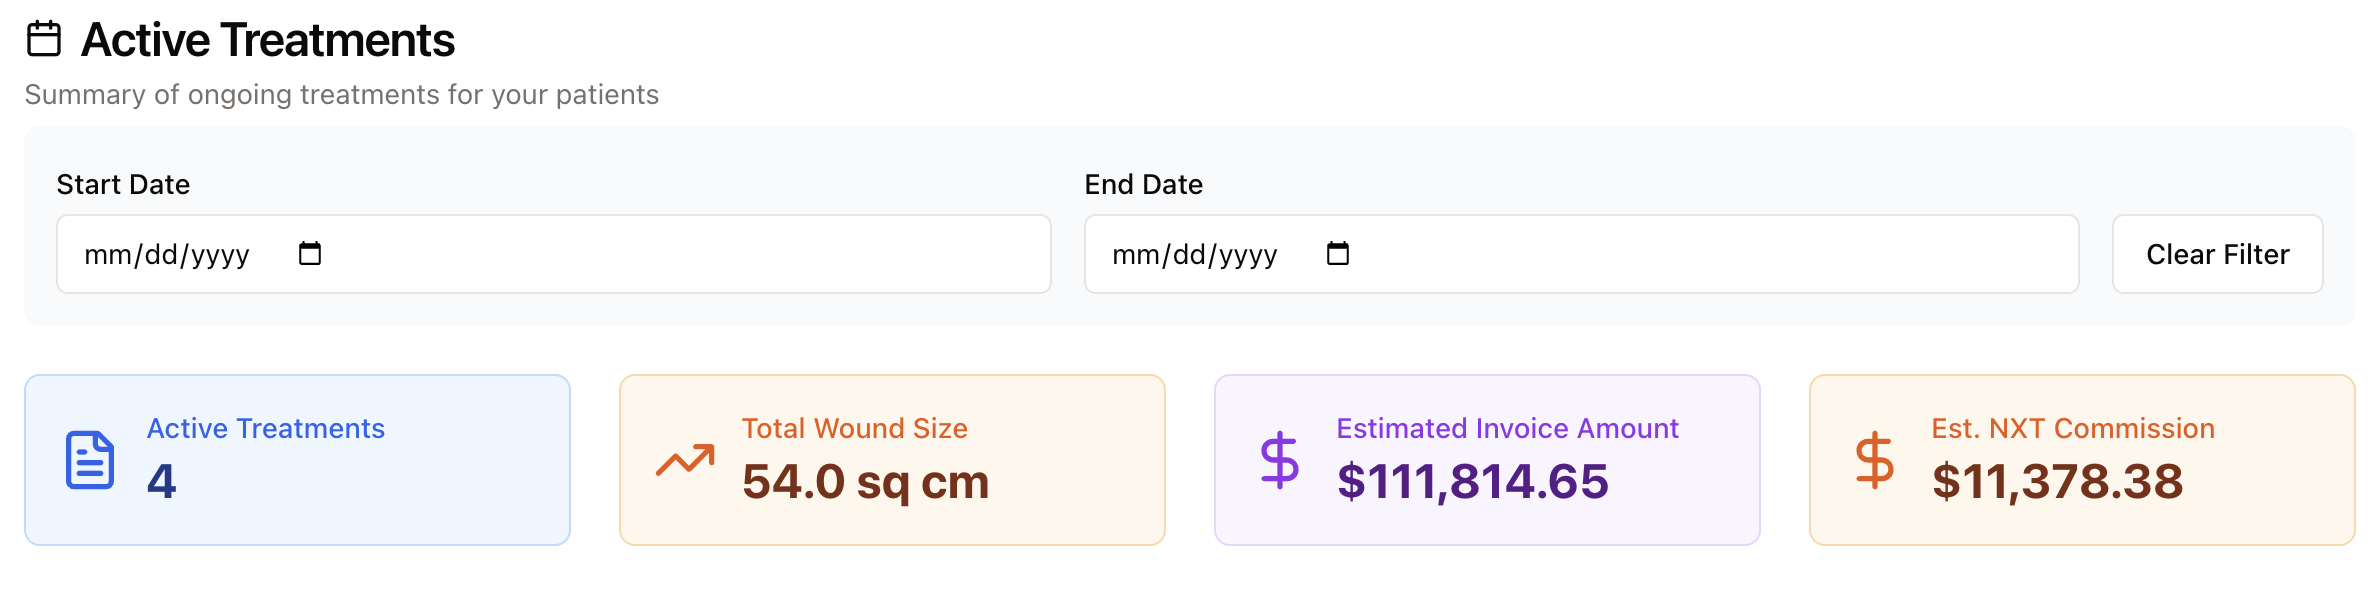 Active Treatments
Summary of ongoing treatments for your patients
Start Date
mm/dd/yyyy
End Date
mm/dd/yyyy
Clear Filter
Active Treatments
4
Total Wound Size
54.0 sq cm
Estimated Invoice Amount
$111,814.65
Est. NXT Commission
$11,378.38